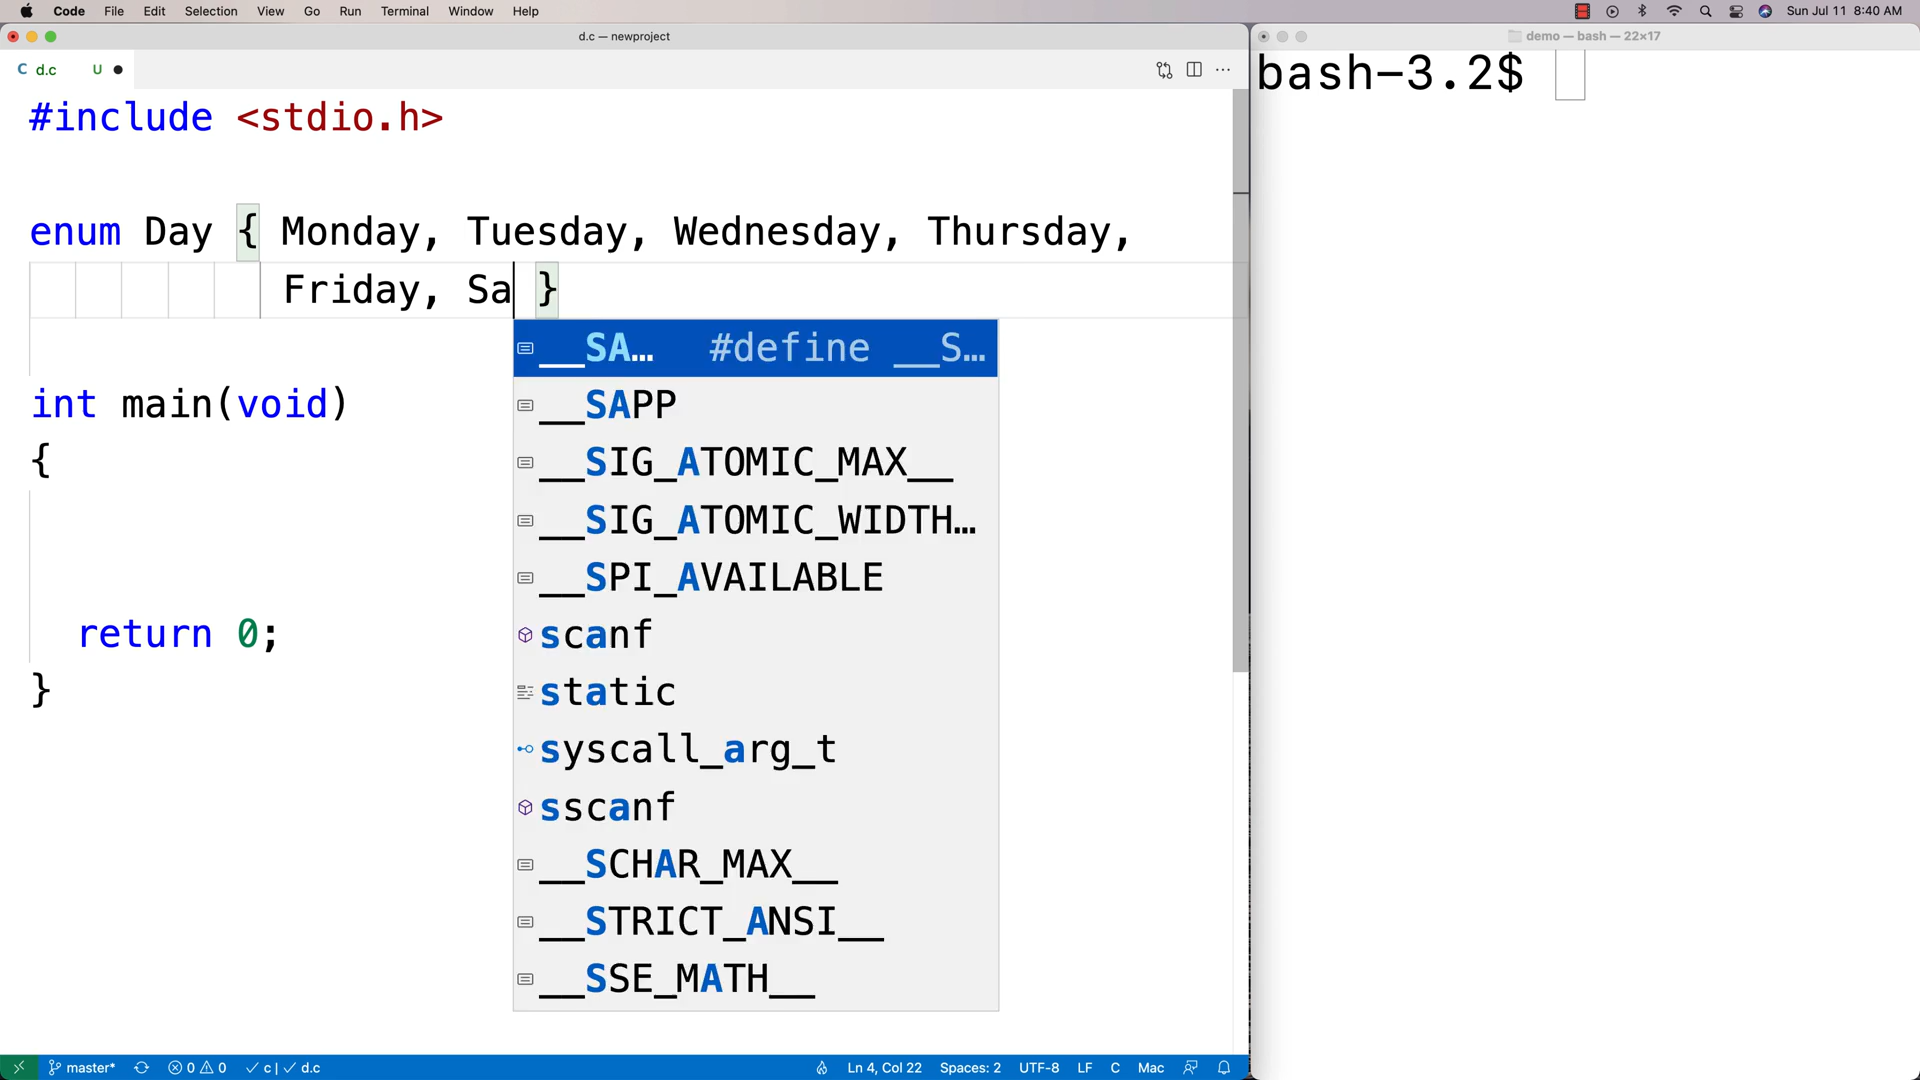 Code File Edit Selection View Go Run Terminal Window Help Sun Jul 11 8:40 AM
d.c — newproject
C d.c U
#include <stdio.h>
enum Day { Monday, Tuesday, Wednesday, Thursday,
Friday, Sa }
__SA… #define __S…
__SAPP
__SIG_ATOMIC_MAX__
__SIG_ATOMIC_WIDTH…
__SPI_AVAILABLE
scanf
static
syscall_arg_t
sscanf
__SCHAR_MAX__
__STRICT_ANSI__
__SSE_MATH__
int main(void)
{
return 0;
}
master* 0 0 c | d.c Ln 4, Col 22 Spaces: 2 UTF-8 LF C Mac
demo — bash — 22×17
bash-3.2$